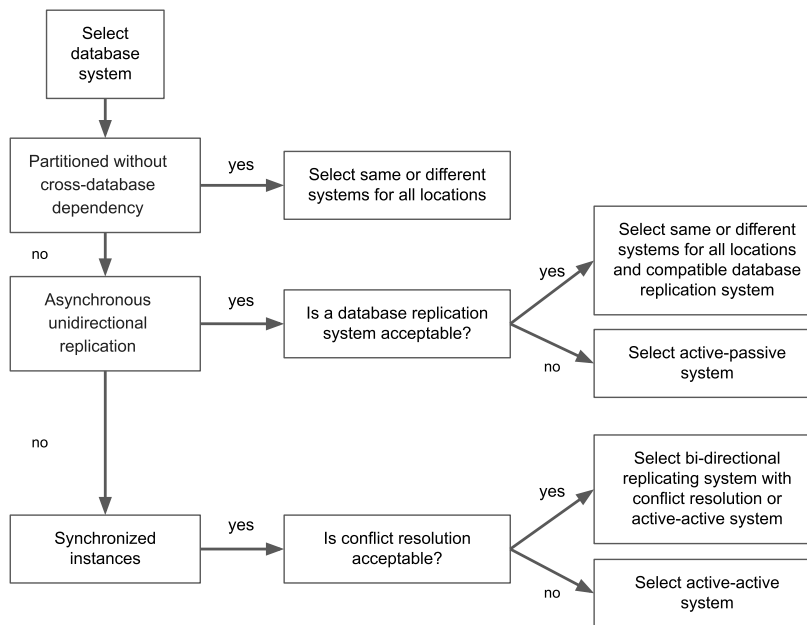 Select
database
system
Partitioned without
cross-database
dependency
yes
Select same or different
systems for all locations
no
Asynchronous
unidirectional
replication
yes
Is a database replication
system acceptable?
yes
Select same or different
systems for all locations
and compatible database
replication system
no
Select active-passive
system
no
Synchronized
instances
yes
Is conflict resolution
acceptable?
yes
Select bi-directional
replicating system with
conflict resolution or
active-active system
no
Select active-active
system